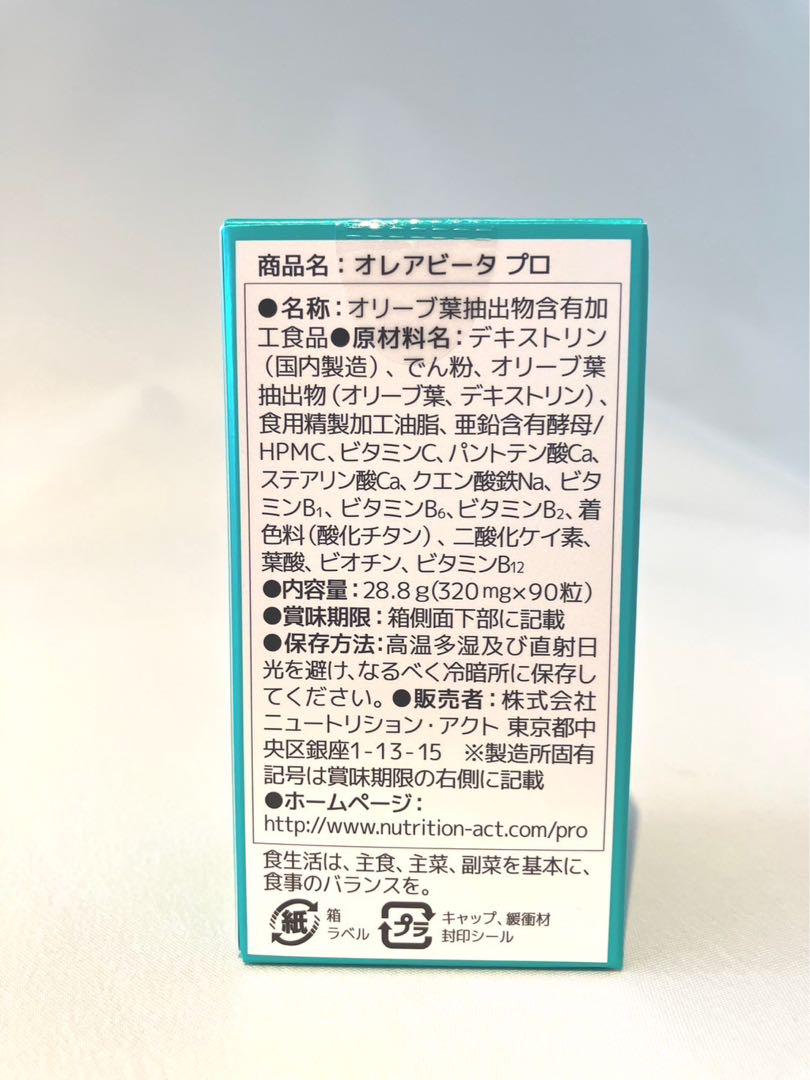 商品名：オレアビータ プロ
●名称：オリーブ葉抽出物含有加
工食品●原材料名：デキストリン
（国内製造）、でん粉、オリーブ葉
抽出物（オリーブ葉、デキストリン）、
食用精製加工油脂、亜鉛含有酵母/
HPMC、ビタミンC、パントテン酸Ca、
ステアリン酸Ca、クエン酸鉄Na、ビタ
ミンB₁、ビタミンB₆、ビタミンB₂、着
色料（酸化チタン）、二酸化ケイ素、
葉酸、ビオチン、ビタミンB₁₂
●内容量：28.8g(320mg×90粒)
●賞味期限：箱側面下部に記載
●保存方法：高温多湿及び直射日
光を避け、なるべく冷暗所に保存し
てください。●販売者：株式会社
ニュートリション・アクト 東京都中
央区銀座1-13-15　※製造所固有
記号は賞味期限の右側に記載
●ホームページ：
http://www.nutrition-act.com/pro
食生活は、主食、主菜、副菜を基本に、
食事のバランスを。
紙 箱 ラベル
プラ キャップ、緩衝材 封印シール